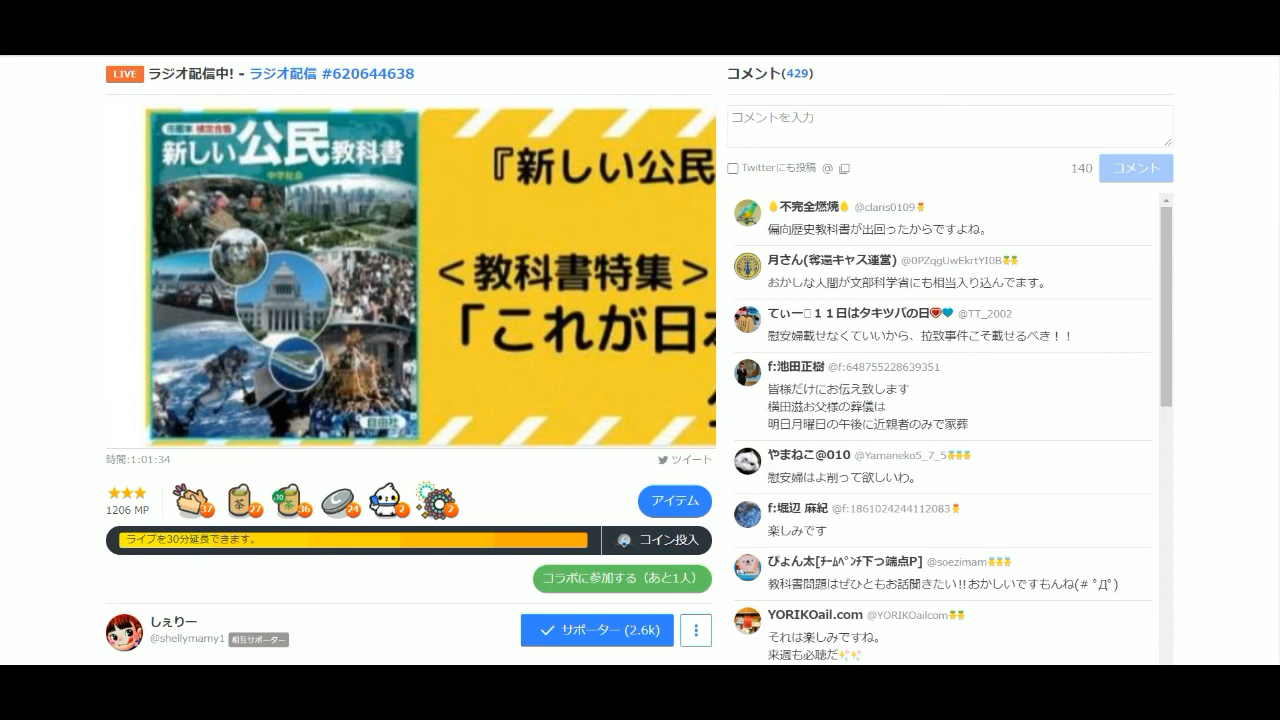 LIVE ラジオ配信中! - ラジオ配信 #620644638
市販本 検定合格
新しい公民教科書
中学社会
自由社
『新しい公民
＜教科書特集＞
「これが日本
時間:1:01:34
ツイート
1206 MP
37
27
+10
36
24
2
2
アイテム
ライブを30分延長できます。
コイン投入
コラボに参加する（あと1人）
しぇりー
@shellymamy1 相互サポーター
サポーター (2.6k)
コメント(429)
コメントを入力
Twitterにも投稿 @
140
コメント
不完全燃焼 @claris0109
偏向歴史教科書が出回ったからですよね。
月さん(奪還キャス運営) @0PZqgUwEkrtYI0B
おかしな人間が文部科学省にも相当入り込んでます。
てぃー１１日はタキツバの日 @TT_2002
慰安婦載せなくていいから、拉致事件こそ載せるべき！！
f:池田正樹 @f:648755228639351
皆様だけにお伝え致します
横田滋お父様の葬儀は
明日月曜日の午後に近親者のみで家葬
やまねこ@010 @Yamaneko5_7_5
慰安婦はよ削って欲しいわ。
f:堀辺 麻紀 @f:1861024244112083
楽しみです
ぴょん太[ﾁｰﾑﾍﾟﾝﾁ下っ端点P] @soezimam
教科書問題はぜひともお話聞きたい!!おかしいですもんね(# ﾟДﾟ)
YORIKOail.com @YORIKOailcom
それは楽しみですね。
来週も必聴だ✨✨